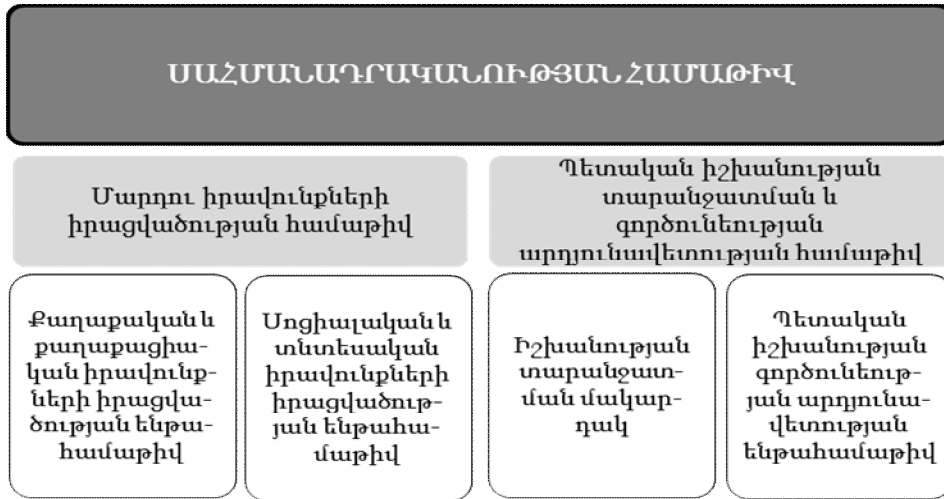 ՍԱՀՄԱՆԱԴՐԱԿԱՆՈՒԹՅԱՆ ՀԱՄԱԹԻՎ
Մարդու իրավունքների
իրացվածության համաթիվ
Պետական իշխանության
տարանջատման և
գործունեության
արդյունավետության համաթիվ
Քաղաքական և
քաղաքացիա-
կան իրավունք-
ների իրացվա-
ծության ենթա-
համաթիվ
Սոցիալական և
տնտեսական
իրավունքների
իրացվածութ-
յան ենթահա-
մաթիվ
Իշխանության
տարանջատ-
ման մակար-
դակ
Պետական
իշխանության
գործունեութ-
յան արդյունա-
վետության
ենթահամաթիվ